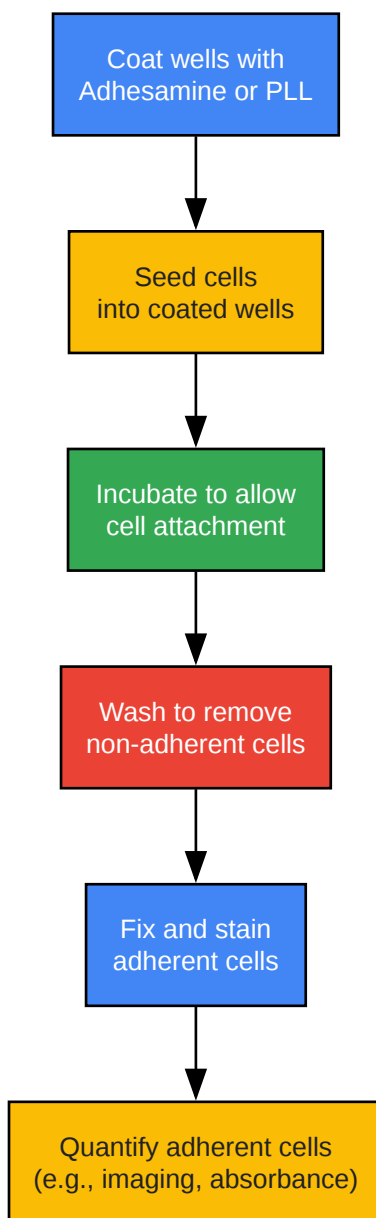 Coat wells with
Adhesamine or PLL
Seed cells
into coated wells
Incubate to allow
cell attachment
Wash to remove
non-adherent cells
Fix and stain
adherent cells
Quantify adherent cells
(e.g., imaging, absorbance)